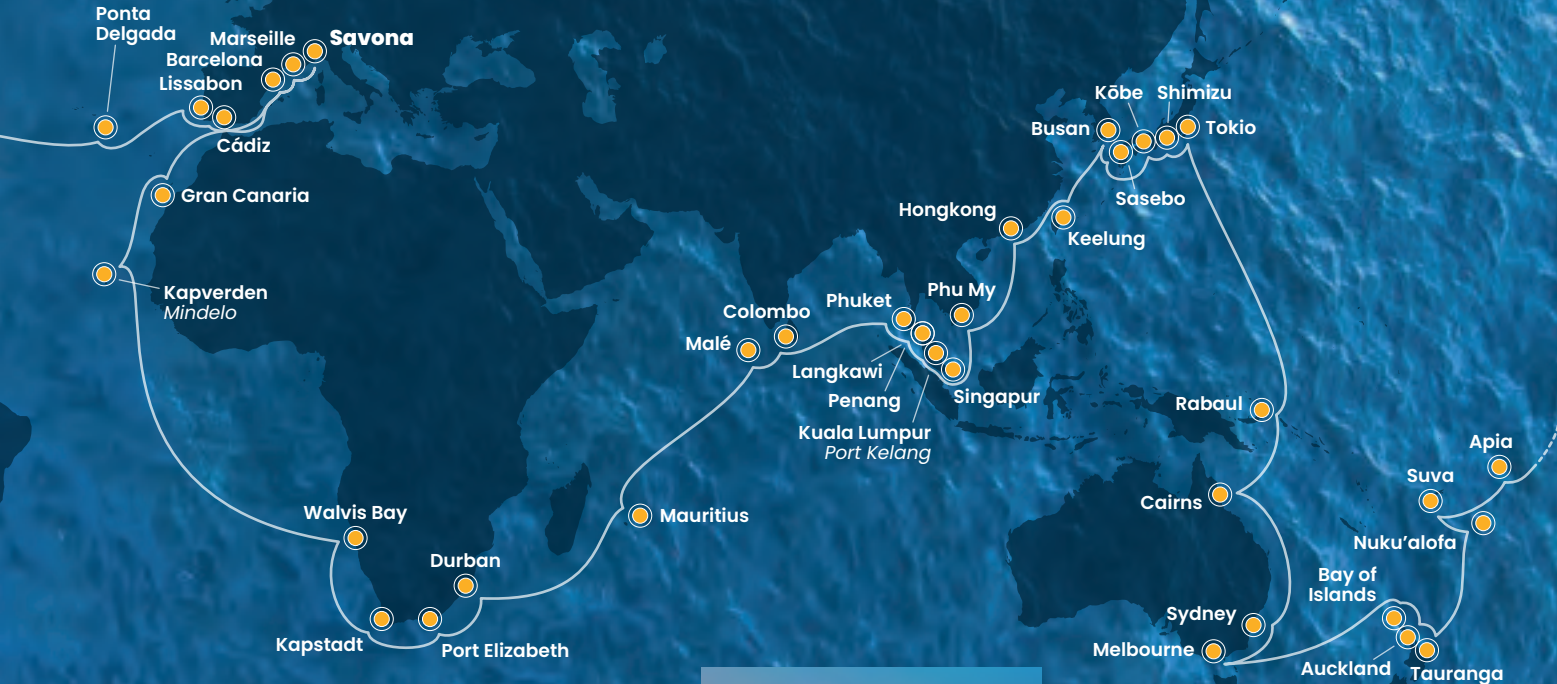 Ponta
Delgada
Marseille
Savona
Barcelona
Lissabon
Cádiz
Gran Canaria
Kapverden
Mindelo
Walvis Bay
Kapstadt
Port Elizabeth
Durban
Mauritius
Malé
Colombo
Phuket
Langkawi
Penang
Kuala Lumpur
Port Kelang
Singapur
Phu My
Hongkong
Keelung
Busan
Sasebo
Kōbe
Shimizu
Tokio
Rabaul
Cairns
Sydney
Melbourne
Bay of
Islands
Auckland
Tauranga
Nuku’alofa
Suva
Apia